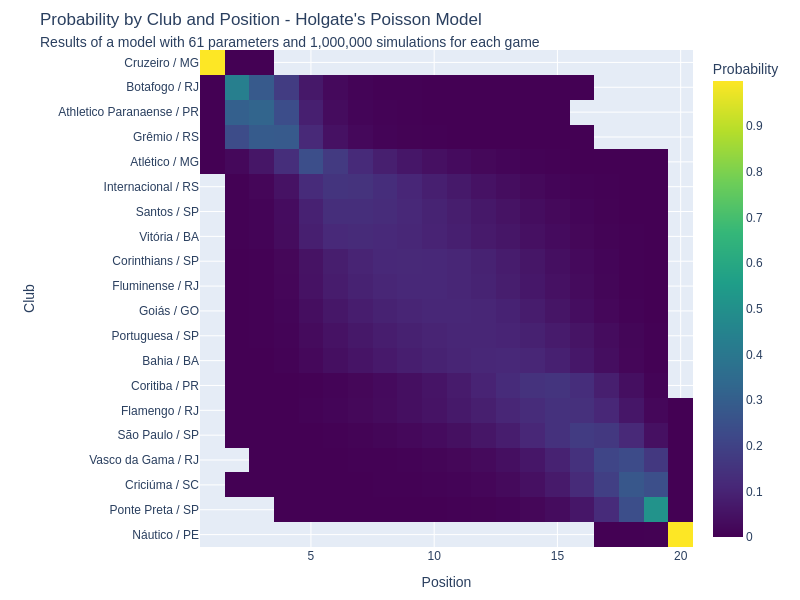 Probability by Club and Position - Holgate's Poisson Model
Results of a model with 61 parameters and 1,000,000 simulations for each game
Cruzeiro / MG
Botafogo / RJ
Athletico Paranaense / PR
Grêmio / RS
Atlético / MG
Internacional / RS
Santos / SP
Vitória / BA
Corinthians / SP
Fluminense / RJ
Goiás / GO
Portuguesa / SP
Bahia / BA
Coritiba / PR
Flamengo / RJ
São Paulo / SP
Vasco da Gama / RJ
Criciúma / SC
Ponte Preta / SP
Náutico / PE
Club
5
10
15
20
Position
Probability
0.9
0.8
0.7
0.6
0.5
0.4
0.3
0.2
0.1
0